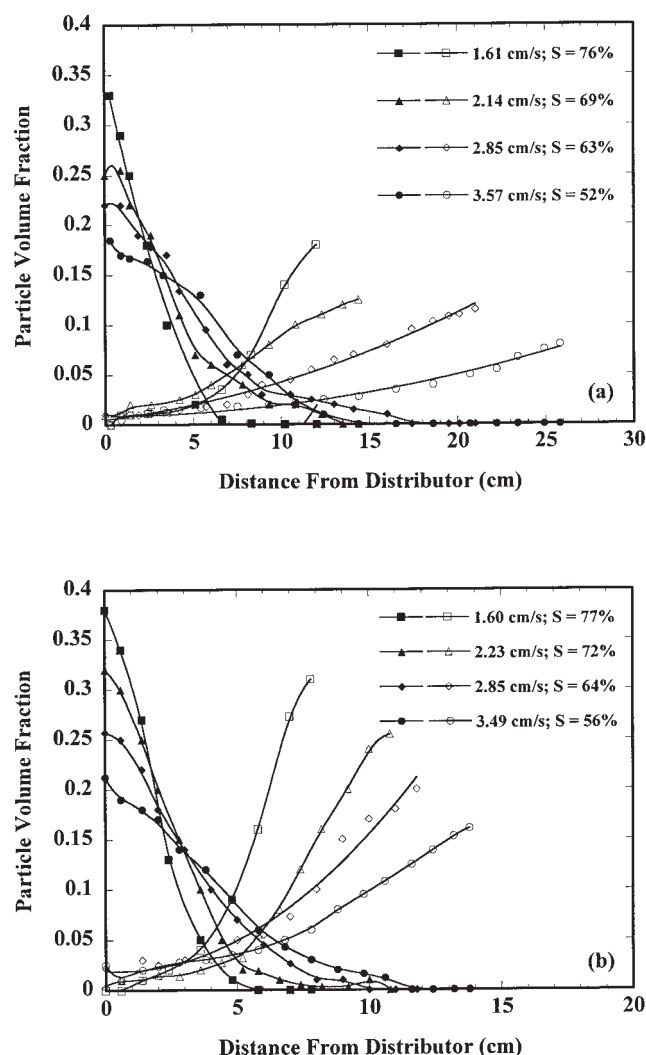 0.4
1.61 cm/s; S = 76%
0.35
2.14 cm/s; S = 69%
0.3
2.85 cm/s; S = 63%
0.25
3.57 cm/s; S = 52%
0.2
0.15
0.1
0.05
(a)
0
Particle Volume Fraction
0 5 10 15 20 25 30
Distance From Distributor (cm)
0.4
1.60 cm/s; S = 77%
0.35
2.23 cm/s; S = 72%
0.3
2.85 cm/s; S = 64%
0.25
3.49 cm/s; S = 56%
0.2
0.15
0.1
0.05
(b)
0
Particle Volume Fraction
0 5 10 15 20
Distance From Distributor (cm)